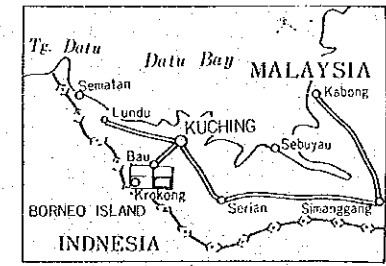 Tg. Datu
Datu Bay
MALAYSIA
Sematan
Kabong
Lundu
KUCHING
Sebuyau
Bau
Krokong
BORNEO ISLAND
Serian
Simanggang
INDNESIA